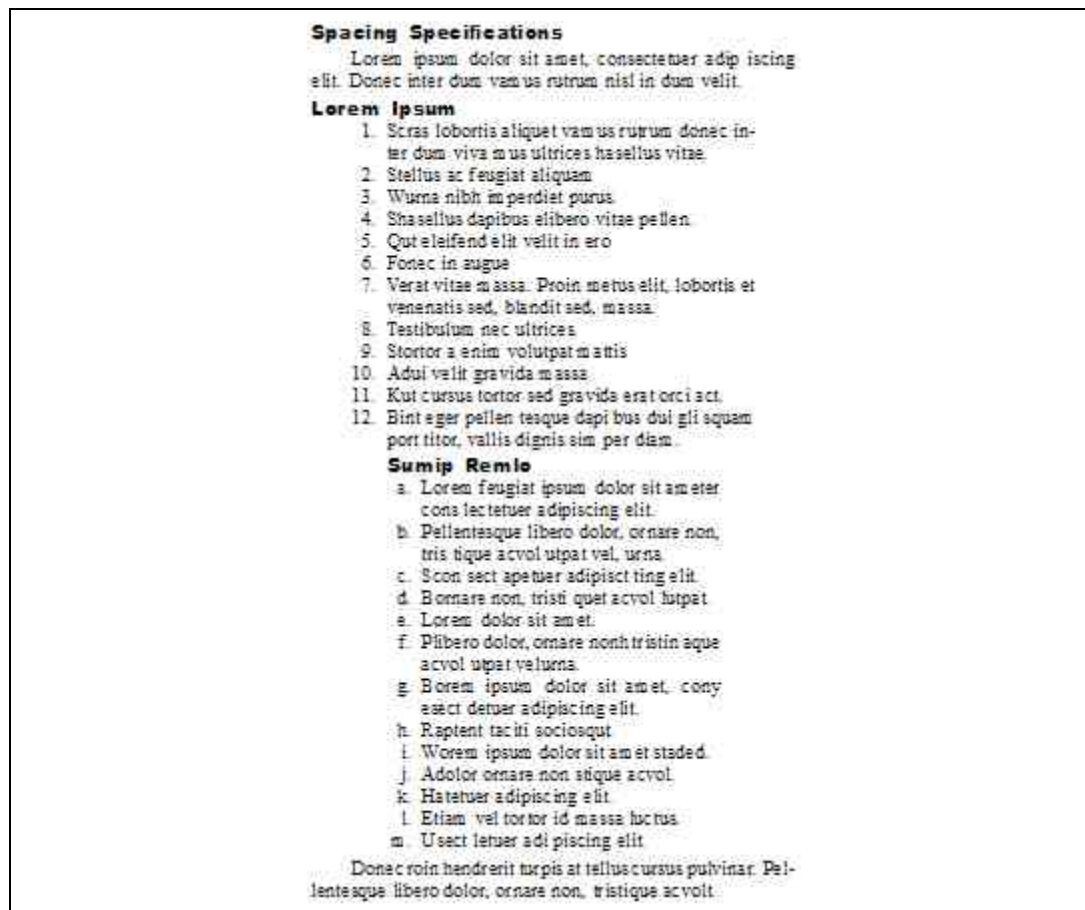 Spacing Specifications
Lorem ipsum dolor sit amet, consectetuer adip iscing
elit. Donec inter dum vam us rutrum nisl in dum velit.
Lorem Ipsum
1. Scras lobortis aliquet vam us rutrum donec in-
ter dum viva mus ultrices hasellus vitae.
2. Stellus ac feugiat aliquam
3. Wurna nibh imperdiet purus.
4. Shasellus dapibus elibero vitae pellen.
5. Qut eleifend elit velit in ero
6. Fonec in augue
7. Verat vitae massa. Proin metus elit, lobortis et
venenatis sed, blandit sed, massa.
8. Testibulum nec ultrices
9. Stortor a enim volutpat mattis
10. Adui velit gravida massa
11. Kut cursus tortor sed gravida erat orci act.
12. Bint eger pellen tesque dapi bus dui gli squam
port titor, vallis dignis sim per diam.
Sumip Remlo
a. Lorem feugiat ipsum dolor sit ameter
cons lectetuer adipiscing elit.
b. Pellentesque libero dolor, ornare non,
tris tique acvol utpat vel, urna.
c. Scon sect apetuer adipisct ting elit.
d. Bornare non, tristi quet acvol lutpat.
e. Lorem dolor sit amet.
f. Plibero dolor, ornare nonh tristin aque
acvol utpat velurna.
g. Borem ipsum dolor sit amet, cony
esect detuer adipiscing elit.
h. Raptent taciti sociosqut
i. Worem ipsum dolor sit amet staded.
j. Adolor ornare non stique acvol.
k. Hatetuer adipiscing elit
l. Etiam vel tortor id massa luctus.
m. Usect letuer adi piscing elit
Donec roin hendrerit turpis at tellus cursus pulvinar. Pel-
lentesque libero dolor, ornare non, tristique acvolt